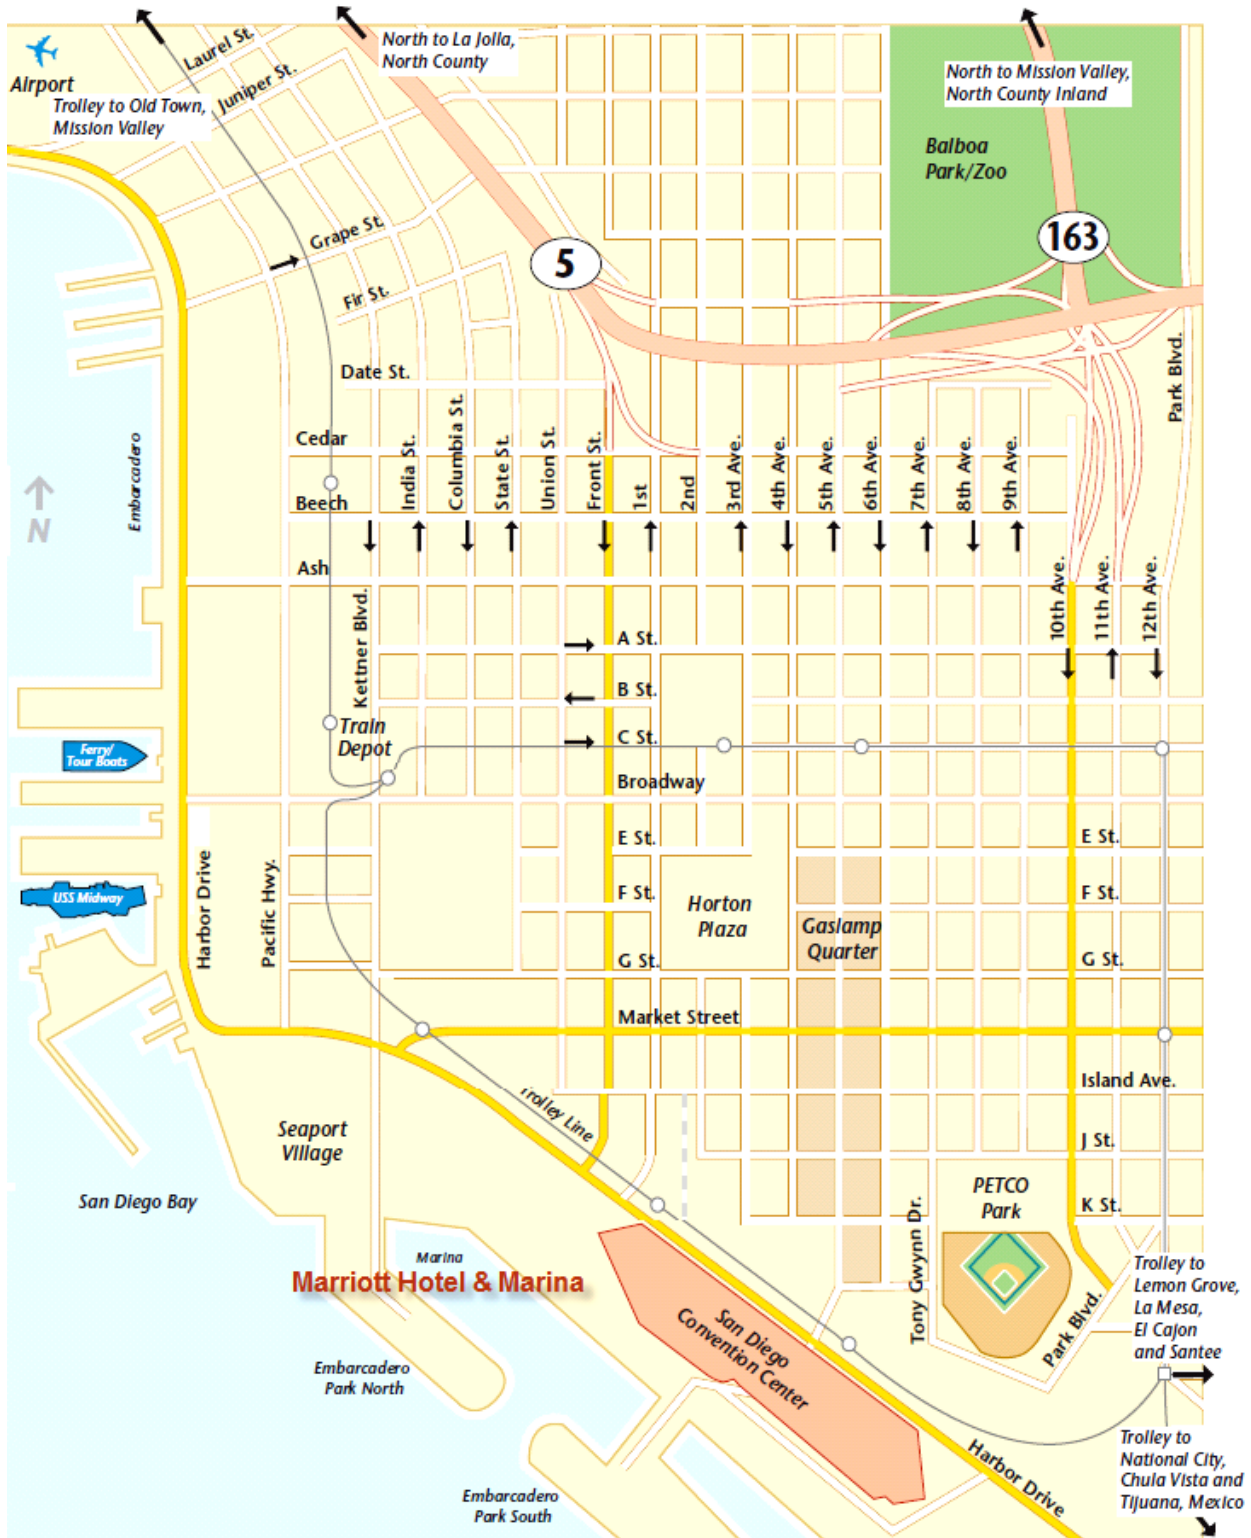 Airport
Laurel St.
Juniper St.
Trolley to Old Town,
Mission Valley
North to La Jolla,
North County
North to Mission Valley,
North County Inland
Balboa
Park/Zoo
163
5
Grape St.
Fir St.
Date St.
Cedar
Beech
Ash
Embarcadero
N
Kettner Blvd.
India St.
Columbia St.
State St.
Union St.
Front St.
1st
2nd
3rd Ave.
4th Ave.
5th Ave.
6th Ave.
7th Ave.
8th Ave.
9th Ave.
10th Ave.
11th Ave.
12th Ave.
Park Blvd.
A St.
B St.
C St.
Train
Depot
Broadway
Ferry/
Tour Boats
USS Midway
Harbor Drive
Pacific Hwy.
E St.
F St.
G St.
E St.
F St.
G St.
Horton
Plaza
Gaslamp
Quarter
Market Street
Island Ave.
J St.
K St.
Trolley Line
Seaport
Village
San Diego Bay
Marina
Marriott Hotel & Marina
Embarcadero
Park North
Embarcadero
Park South
San Diego
Convention Center
Tony Gwynn Dr.
PETCO
Park
Park Blvd.
Harbor Drive
Trolley to
Lemon Grove,
La Mesa,
El Cajon
and Santee
Trolley to
National City,
Chula Vista and
Tijuana, Mexico